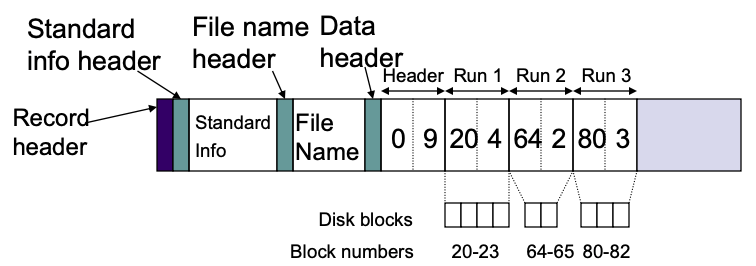 Standard
info header
File name
header
Data
header
Record
header
Header Run 1 Run 2 Run 3
Standard
Info
File
Name
0 9 20 4 64 2 80 3
Disk blocks
Block numbers 20-23 64-65 80-82